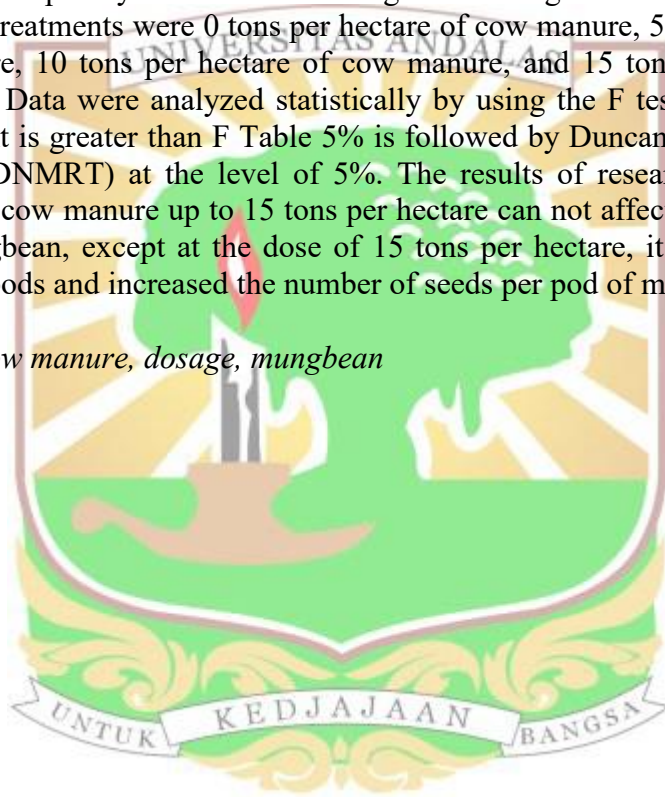 reatments were 0 tons per hectare of cow manure, 5
re, 10 tons per hectare of cow manure, and 15 ton
Data were analyzed statistically by using the F tes
t is greater than F Table 5% is followed by Duncan
DNMRT) at the level of 5%. The results of resea
cow manure up to 15 tons per hectare can not affec
gbean, except at the dose of 15 tons per hectare, it
oods and increased the number of seeds per pod of m
w manure, dosage, mungbean
UNIVERSITAS ANDALAS
UNTUK KEDJAJAAN BANGSA